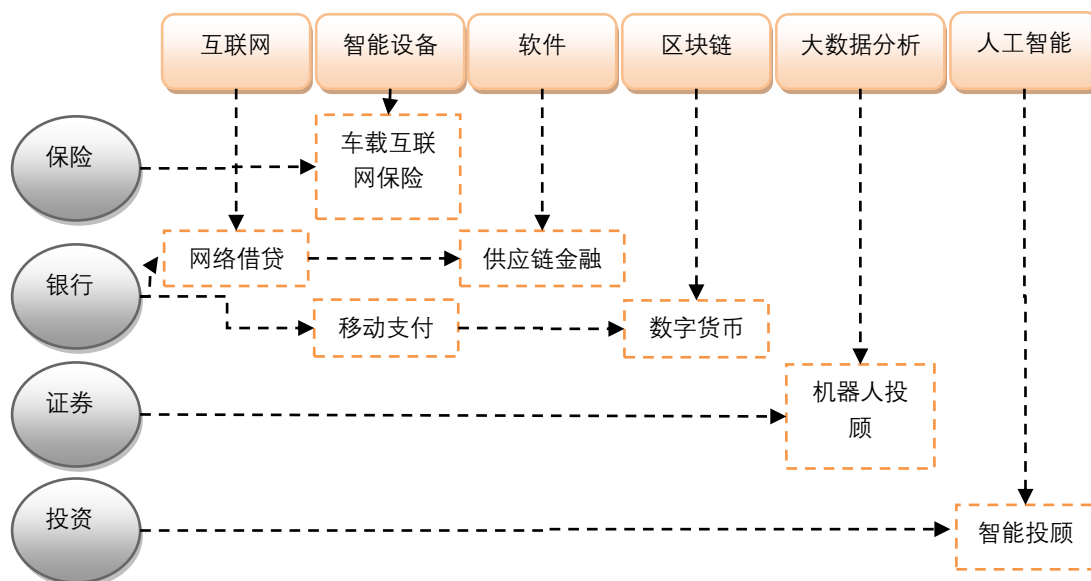 互联网
智能设备
软件
区块链
大数据分析
人工智能
保险
车载互联
网保险
银行
网络借贷
供应链金融
移动支付
数字货币
证券
机器人投
顾
投资
智能投顾